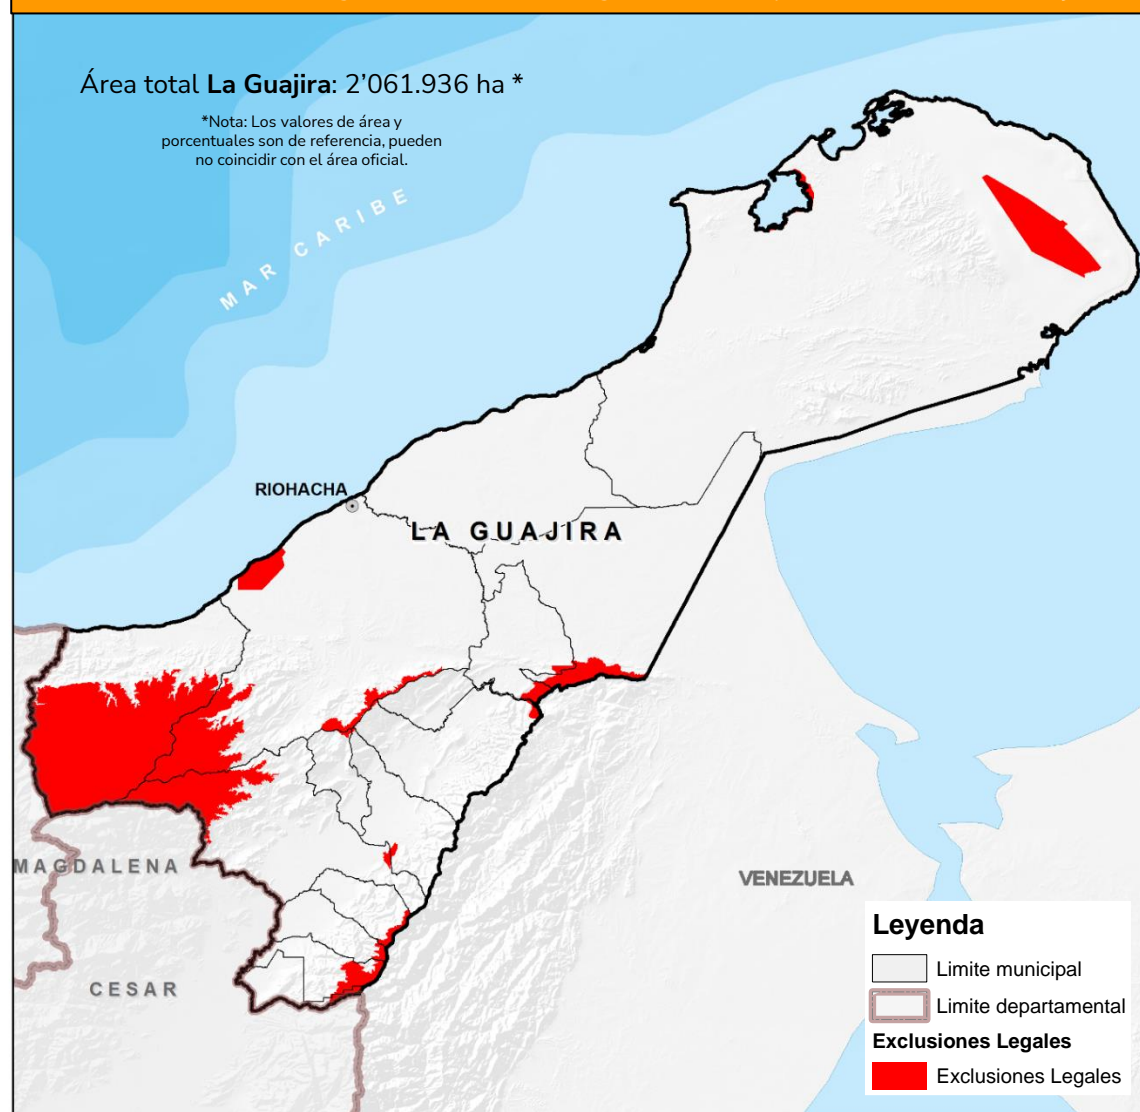 Área total La Guajira: 2’061.936 ha *
*Nota: Los valores de área y
porcentuales son de referencia, pueden
no coincidir con el área oficial.
MAR CARIBE
RIOHACHA
LA GUAJIRA
MAGDALENA
VENEZUELA
CESAR
Leyenda
Limite municipal
Limite departamental
Exclusiones Legales
Exclusiones Legales